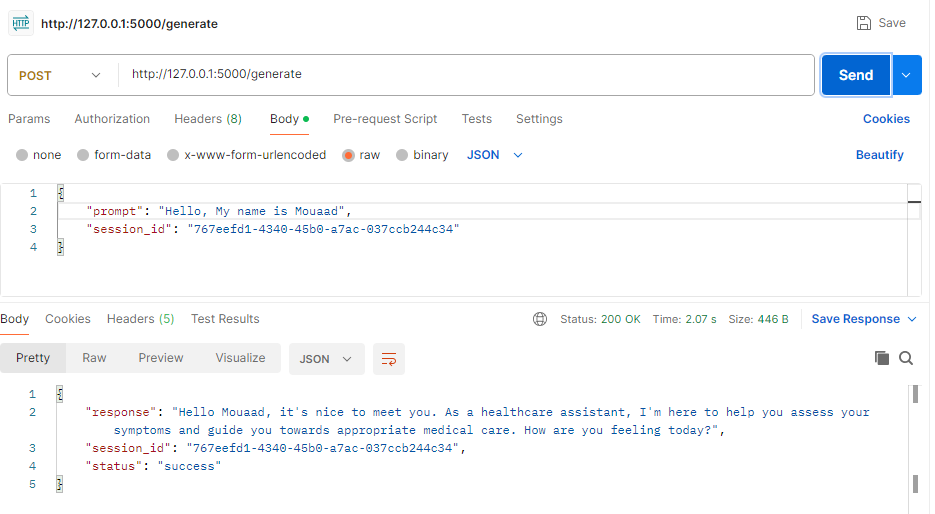 HTTP http://127.0.0.1:5000/generate Save
POST http://127.0.0.1:5000/generate Send
Params Authorization Headers (8) Body Pre-request Script Tests Settings Cookies
none form-data x-www-form-urlencoded raw binary JSON Beautify
1 {
2 "prompt": "Hello, My name is Mouaad",
3 "session_id": "767eefd1-4340-45b0-a7ac-037ccb244c34"
4 }
Body Cookies Headers (5) Test Results Status: 200 OK Time: 2.07 s Size: 446 B Save Response
Pretty Raw Preview Visualize JSON
1 {
2 "response": "Hello Mouaad, it's nice to meet you. As a healthcare assistant, I'm here to help you assess your
symptoms and guide you towards appropriate medical care. How are you feeling today?",
3 "session_id": "767eefd1-4340-45b0-a7ac-037ccb244c34",
4 "status": "success"
5 }